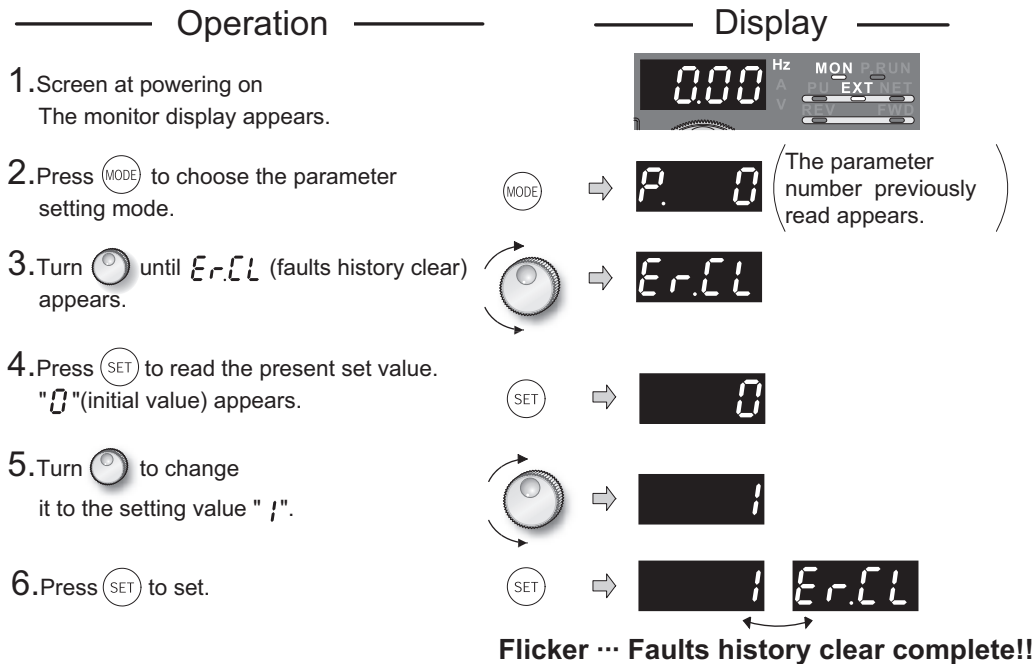 Operation
Display
1.Screen at powering on
The monitor display appears.
0.00 Hz MON P.RUN
A PU EXT NET
V REV FWD
2.Press MODE to choose the parameter
setting mode.
MODE
P. 0
The parameter
number previously
read appears.
3.Turn until Er.CL (faults history clear)
appears.
Er.CL
4.Press SET to read the present set value.
"0"(initial value) appears.
SET
0
5.Turn to change
it to the setting value " 1".
1
6.Press SET to set.
SET
1 Er.CL
Flicker ··· Faults history clear complete!!